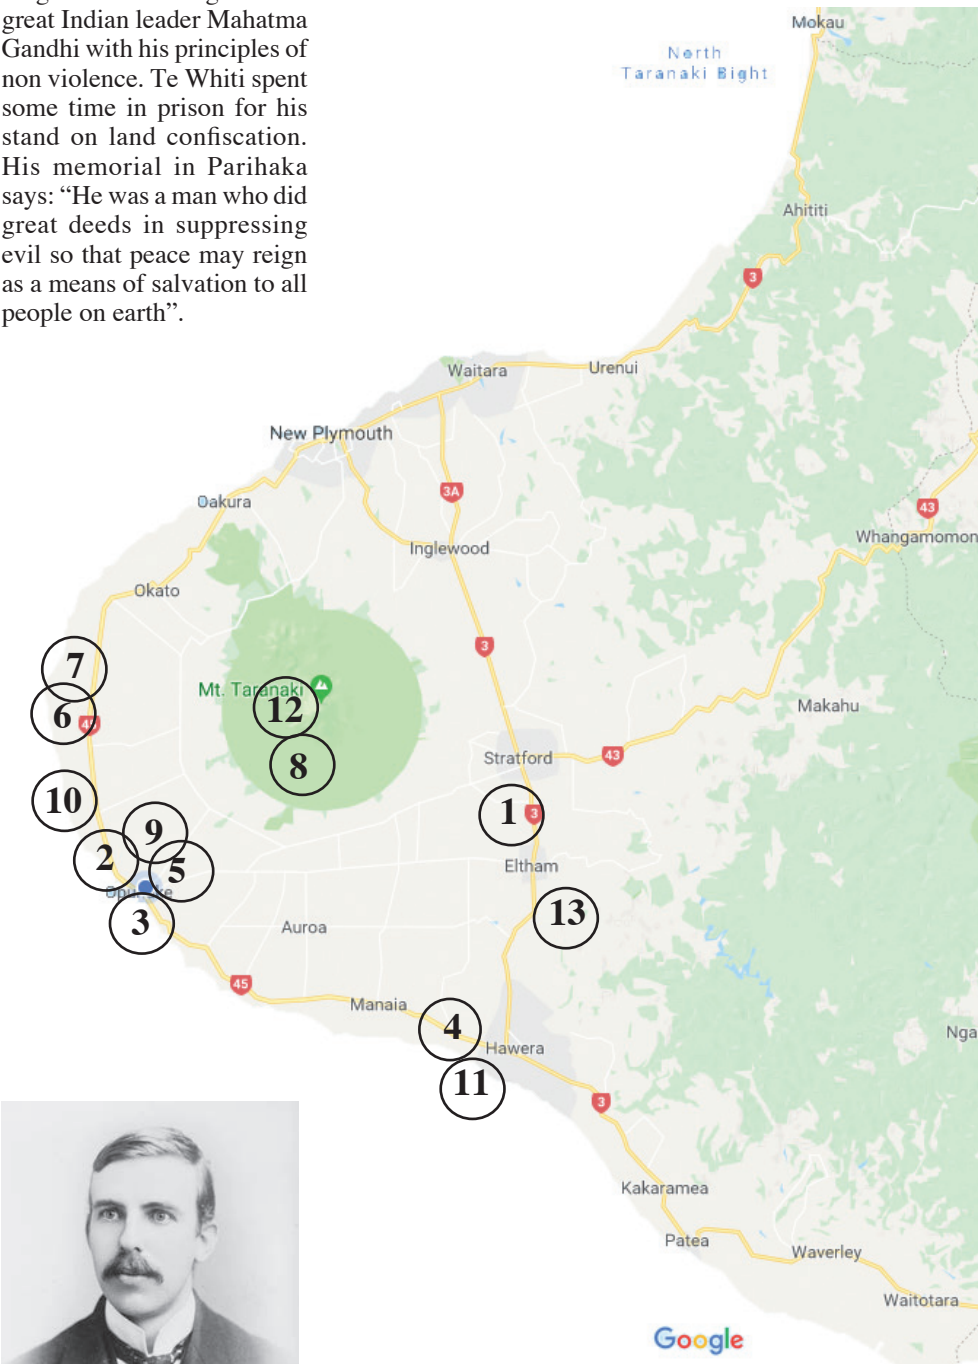 great Indian leader Mahatma
Gandhi with his principles of
non violence. Te Whiti spent
some time in prison for his
stand on land confiscation.
His memorial in Parihaka
says: “He was a man who did
great deeds in suppressing
evil so that peace may reign
as a means of salvation to all
people on earth”.
Mokau
North
Taranaki Bight
Ahititi
3
Waitara
Urenui
New Plymouth
3A
Oakura
43
Whangamomon
Inglewood
Okato
3
7
Mt. Taranaki
6
12
Makahu
Stratford
43
8
10
1
3
9
2
5
Eltham
3
Auroa
13
45
Manaia
4
Hawera
Nga
11
3
Kakaramea
Patea
Waverley
Waitotara
Google